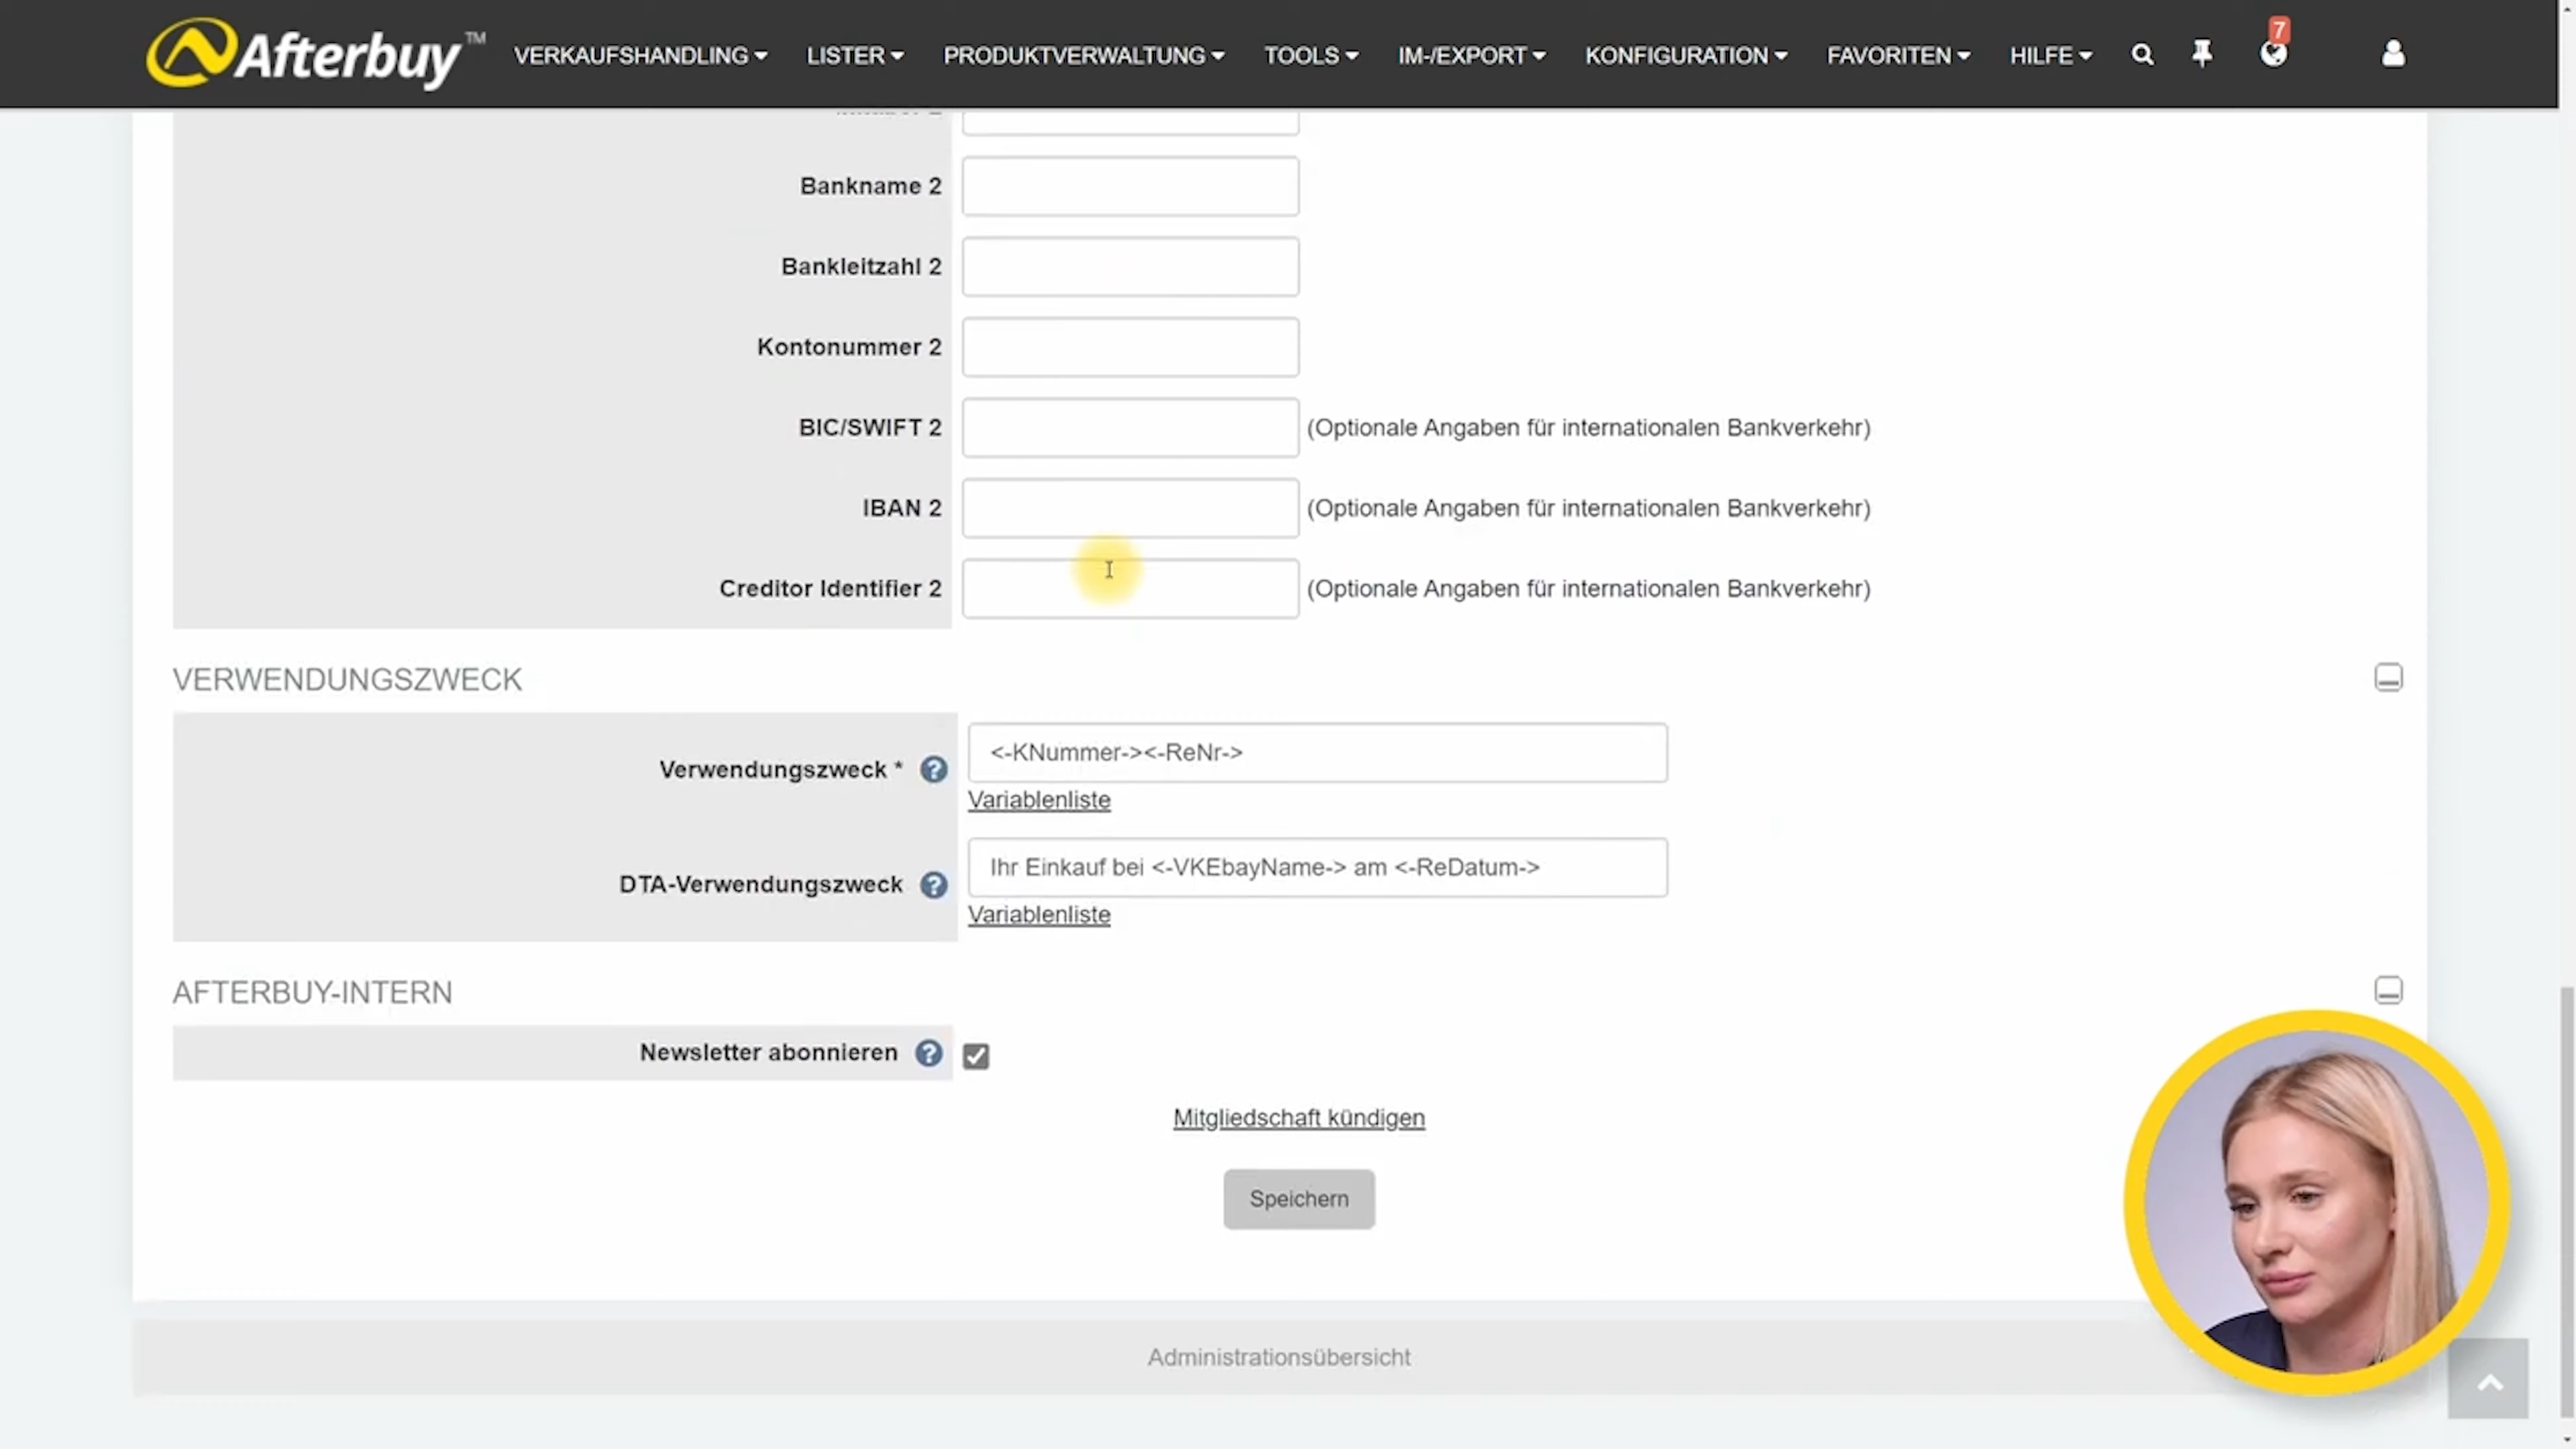 Afterbuy™ VERKAUFSHANDLING LISTER PRODUKTVERWALTUNG TOOLS IM-/EXPORT KONFIGURATION FAVORITEN HILFE 7
Bankname 2
Bankleitzahl 2
Kontonummer 2
BIC/SWIFT 2 (Optionale Angaben für internationalen Bankverkehr)
IBAN 2 (Optionale Angaben für internationalen Bankverkehr)
Creditor Identifier 2 (Optionale Angaben für internationalen Bankverkehr)
VERWENDUNGSZWECK
Verwendungszweck * ? <-KNummer-><-ReNr->
Variablenliste
DTA-Verwendungszweck ? Ihr Einkauf bei <-VKEbayName-> am <-ReDatum->
Variablenliste
AFTERBUY-INTERN
Newsletter abonnieren ?
Mitgliedschaft kündigen
Speichern
Administrationsübersicht